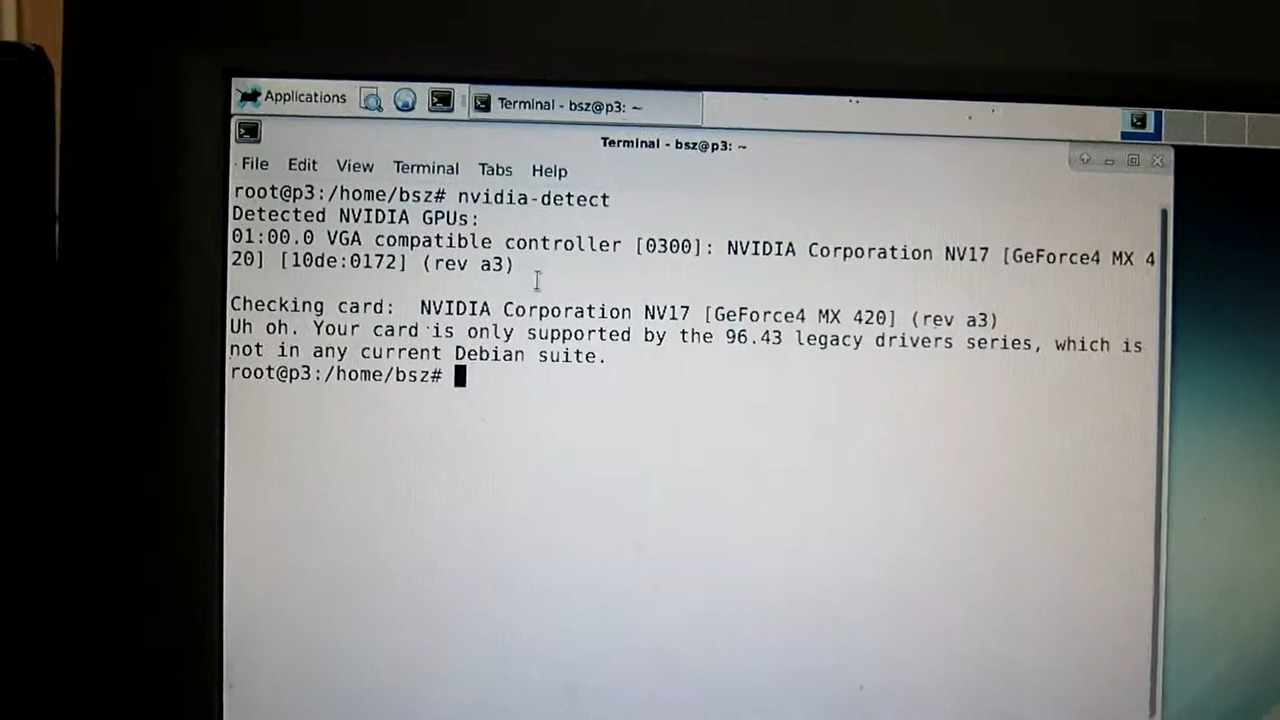 Applications
Terminal - bsz@p3: ~
Terminal - bsz@p3: ~
File Edit View Terminal Tabs Help
root@p3:/home/bsz# nvidia-detect
Detected NVIDIA GPUs:
01:00.0 VGA compatible controller [0300]: NVIDIA Corporation NV17 [GeForce4 MX 4
20] [10de:0172] (rev a3)
Checking card:  NVIDIA Corporation NV17 [GeForce4 MX 420] (rev a3)
Uh oh. Your card is only supported by the 96.43 legacy drivers series, which is
not in any current Debian suite.
root@p3:/home/bsz#